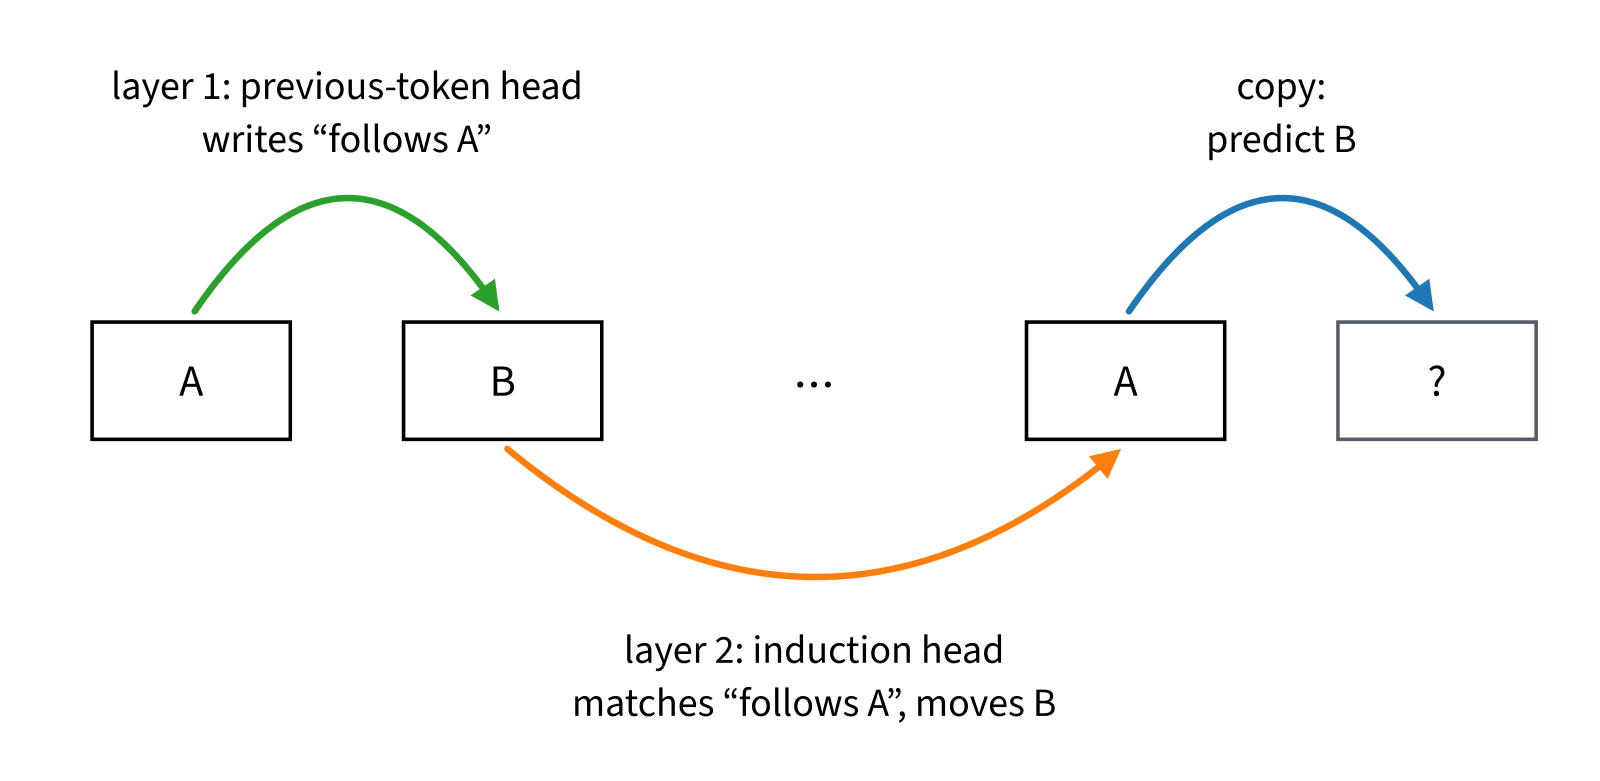 layer 1: previous-token head
writes “follows A”
copy:
predict B
A
B
...
A
?
layer 2: induction head
matches “follows A”, moves B